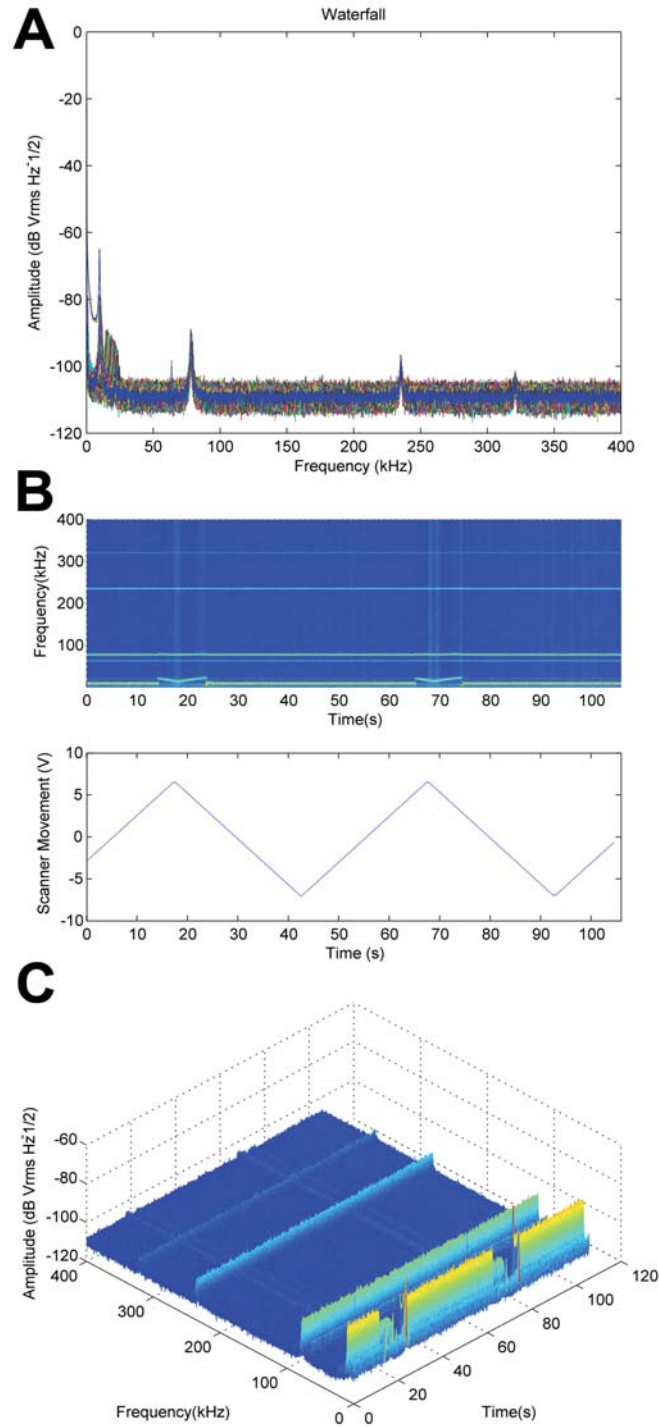 A
Waterfall
0
-20
-40
-60
-80
-100
-120
Amplitude (dB Vrms Hz^-1/2)
0 50 100 150 200 250 300 350 400
Frequency (kHz)
B
400
300
200
100
Frequency(kHz)
0 10 20 30 40 50 60 70 80 90 100
Time(s)
10
5
0
-5
-10
Scanner Movement (V)
0 10 20 30 40 50 60 70 80 90 100
Time (s)
C
-60
-80
-100
-120
Amplitude (dB Vrms Hz^-1/2)
400 300 200 100 0
Frequency(kHz)
0 20 40 60 80 100 120
Time(s)